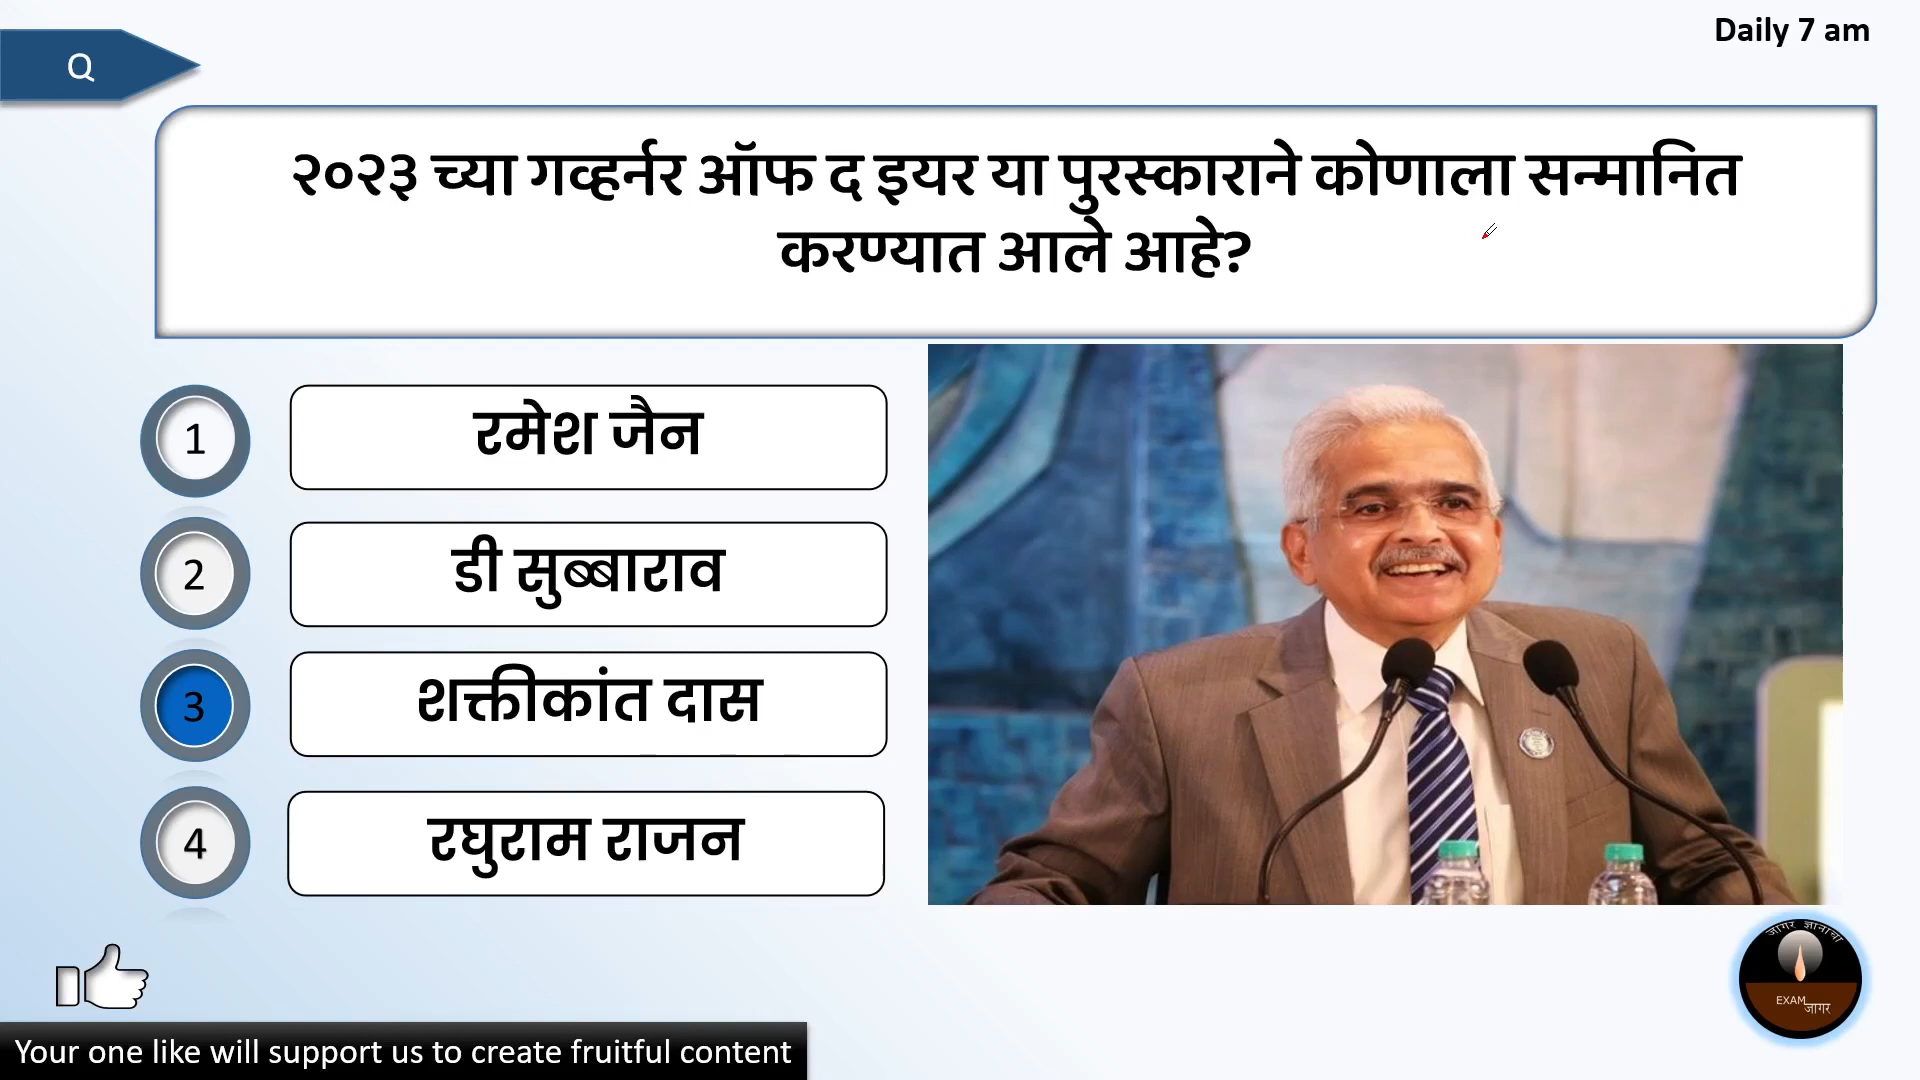 Daily 7 am
Q
२०२३ च्या गव्हर्नर ऑफ द इयर या पुरस्काराने कोणाला सन्मानित
करण्यात आले आहे?
1
रमेश जैन
2
डी सुब्बाराव
3
शक्तीकांत दास
4
रघुराम राजन
जागर ज्ञानाचा
EXAM
जागर
Your one like will support us to create fruitful content